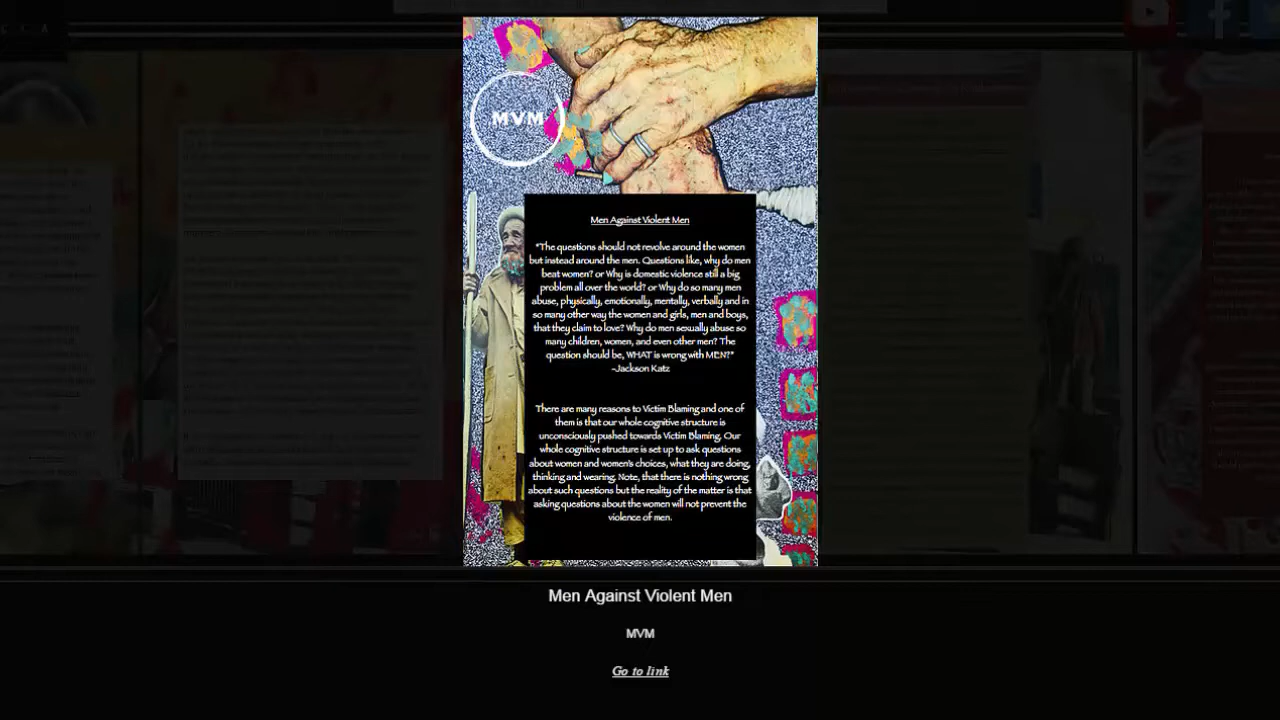 MVM
Men Against Violent Men
"The questions should not revolve around the women
but instead around the men. Questions like, why do men
beat women? or Why is domestic violence still a big
problem all over the world? or Why do so many men
abuse, physically, emotionally, mentally, verbally and in
so many other way the women and girls, men and boys,
that they claim to love? Why do men sexually abuse so
many children, women, and even other men? The
question should be, WHAT is wrong with MEN?"
~Jackson Katz
There are many reasons to Victim Blaming and one of
them is that our whole cognitive structure is
unconsciously pushed towards Victim Blaming. Our
whole cognitive structure is set up to ask questions
about women and women's choices, what they are doing,
thinking and wearing. Note, that there is nothing wrong
about such questions but the reality of the matter is that
asking questions about the women will not prevent the
violence of men.
Men Against Violent Men
MVM
Go to link